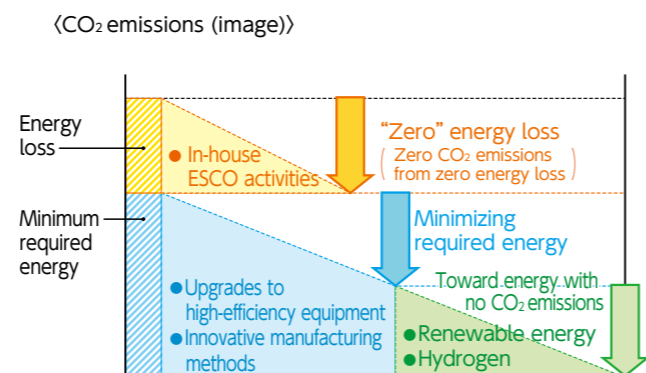 〈CO₂ emissions (image)〉
Energy
loss
● In-house
ESCO activities
“Zero” energy loss
( Zero CO₂ emissions
from zero energy loss )
Minimum
required
energy
Minimizing
required energy
● Upgrades to
high-efficiency equipment
● Innovative manufacturing
methods
Toward energy with
no CO₂ emissions
● Renewable energy
● Hydrogen